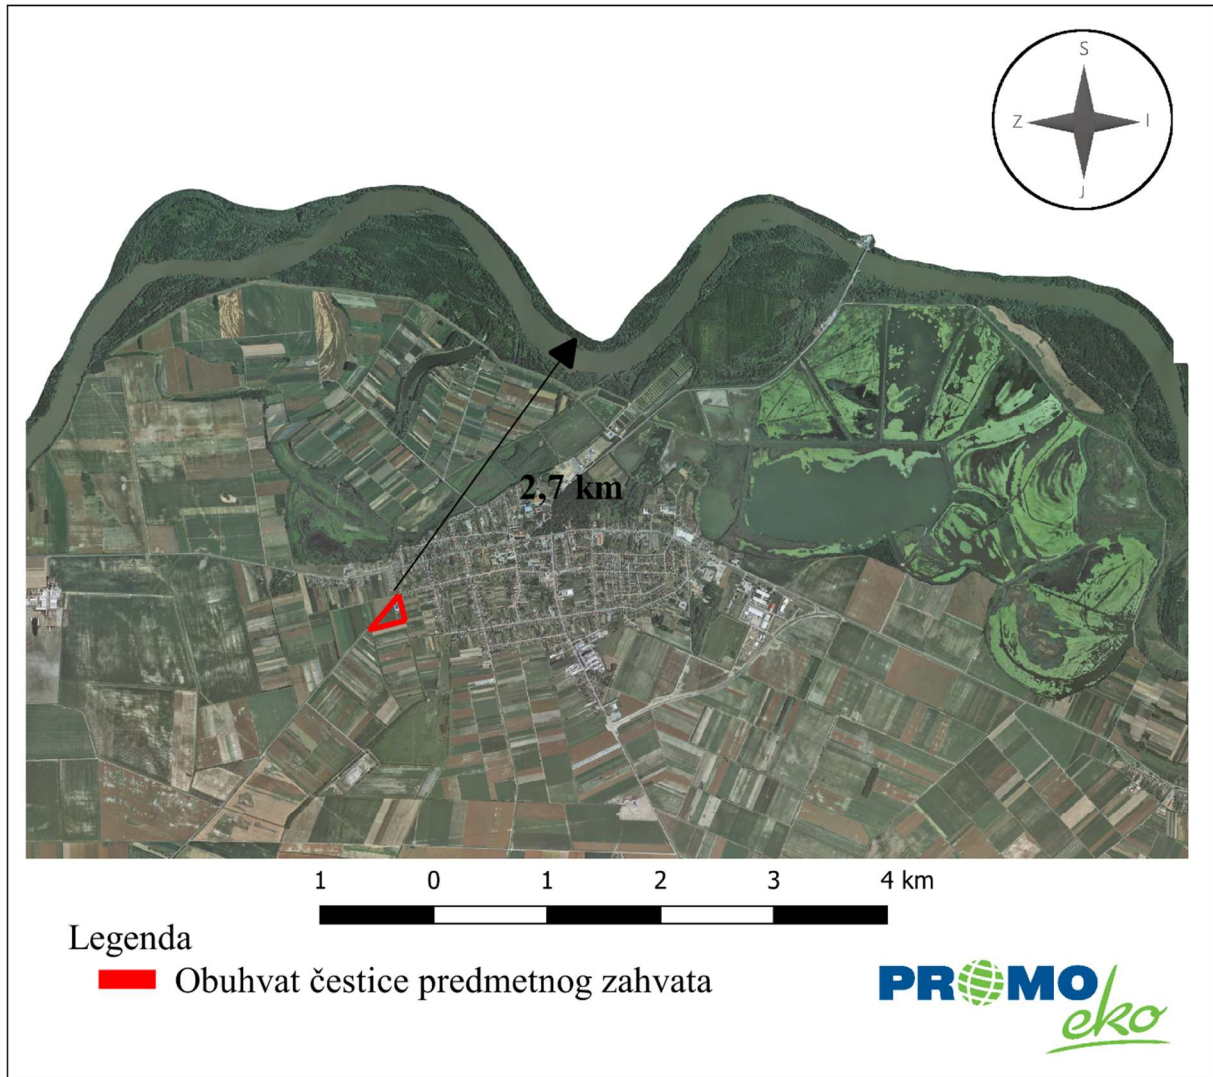 S
Z I
J
2,7 km
1 0 1 2 3 4 km
Legenda
Obuhvat čestice predmetnog zahvata
PROMO
eko